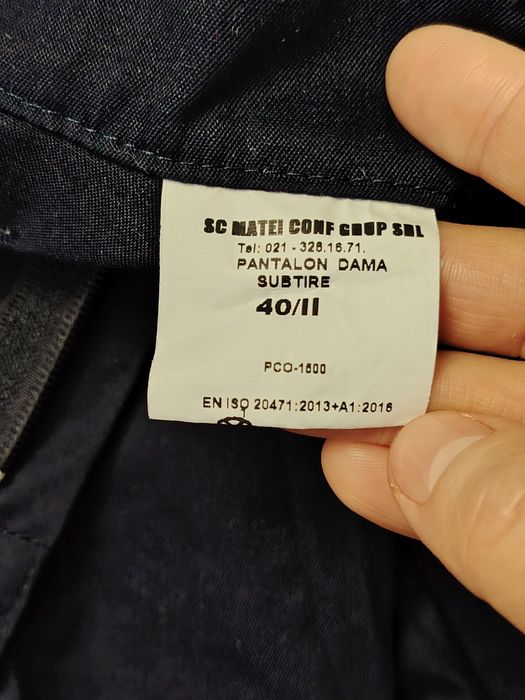 SC MATEI CONF GRUP SRL
Tel: 021 - 326.16.71.
PANTALON DAMA
SUBTIRE
40/II
PCO-1500
EN ISO 20471:2013+A1:2016